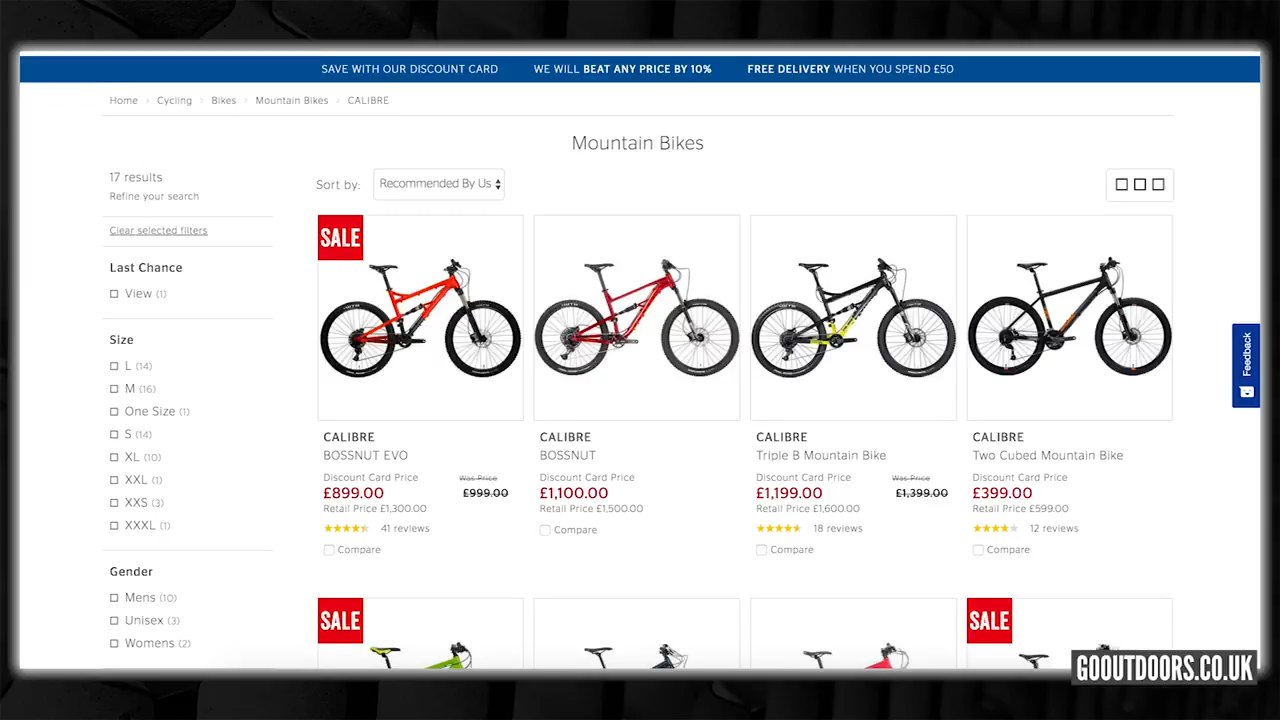 SAVE WITH OUR DISCOUNT CARD
WE WILL BEAT ANY PRICE BY 10%
FREE DELIVERY WHEN YOU SPEND £50
Home › Cycling › Bikes › Mountain Bikes › CALIBRE
Mountain Bikes
17 results
Refine your search
Clear selected filters
Last Chance
View (1)
Size
L (14)
M (16)
One Size (1)
S (14)
XL (10)
XXL (1)
XXS (3)
XXXL (1)
Gender
Mens (10)
Unisex (3)
Womens (2)
Sort by: Recommended By Us
SALE
CALIBRE
BOSSNUT EVO
Discount Card Price
£899.00
Was Price
£999.00
Retail Price £1,300.00
41 reviews
Compare
CALIBRE
BOSSNUT
Discount Card Price
£1,100.00
Retail Price £1,500.00
Compare
CALIBRE
Triple B Mountain Bike
Discount Card Price
£1,199.00
Was Price
£1,399.00
Retail Price £1,600.00
18 reviews
Compare
CALIBRE
Two Cubed Mountain Bike
Discount Card Price
£399.00
Retail Price £599.00
12 reviews
Compare
SALE
SALE
Feedback
GOOUTDOORS.CO.UK